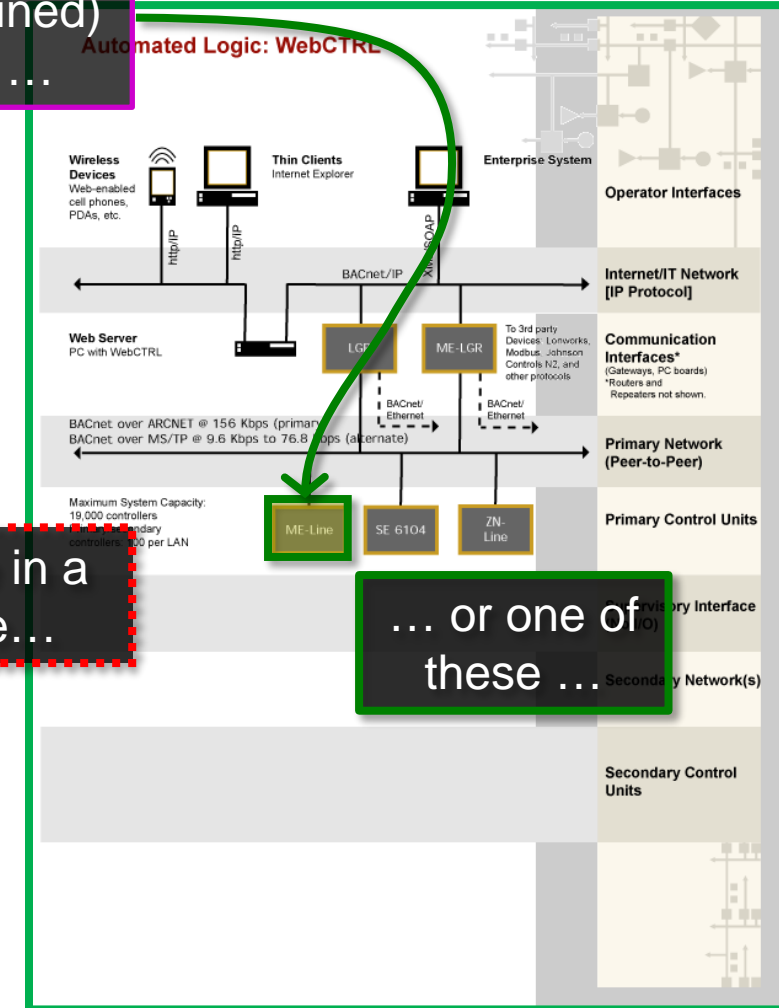 ined)
…
Automated Logic: WebCTRL
Wireless
Devices
Web-enabled
cell phones,
PDAs, etc.
Thin Clients
Internet Explorer
Enterprise System
Operator Interfaces
http/IP
http/IP
BACnet/IP
Internet/IT Network
[IP Protocol]
Web Server
PC with WebCTRL
ME-LGR
To 3rd party
Devices: Lonworks,
Modbus, Johnson
Controls N2, and
other protocols
Communication
Interfaces*
(Gateways, PC boards)
*Routers and
Repeaters not shown.
BACnet/
Ethernet
BACnet/
Ethernet
BACnet over ARCNET @ 156 Kbps (primary
BACnet over MS/TP @ 9.6 Kbps to 76.8 Kbps (alternate)
Primary Network
(Peer-to-Peer)
Maximum System Capacity:
19,000 controllers
controllers: 100 per LAN
ME-Line
SE 6104
ZN-
Line
Primary Control Units
in a
e…
… or one of
these …
Interface
Network(s)
Secondary Control
Units